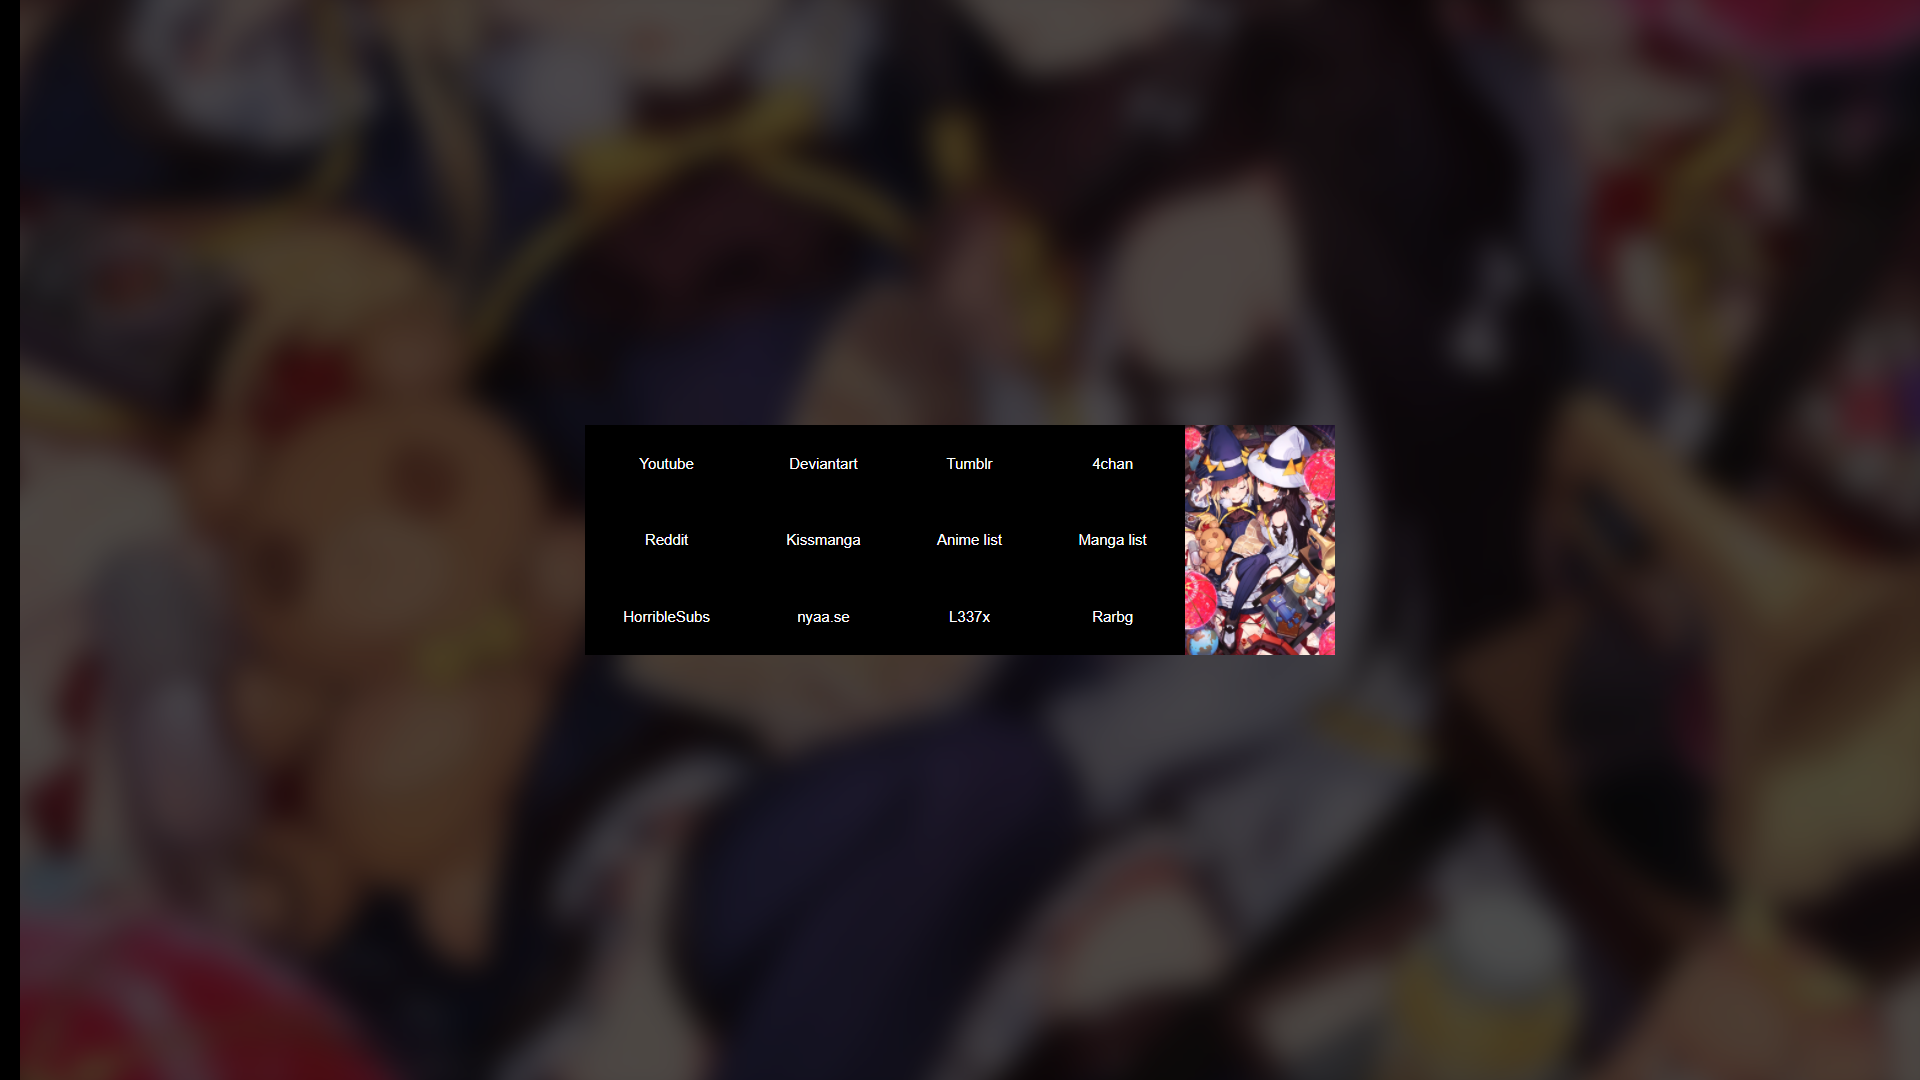 Youtube Deviantart Tumblr 4chan
Reddit Kissmanga Anime list Manga list
HorribleSubs nyaa.se L337x Rarbg